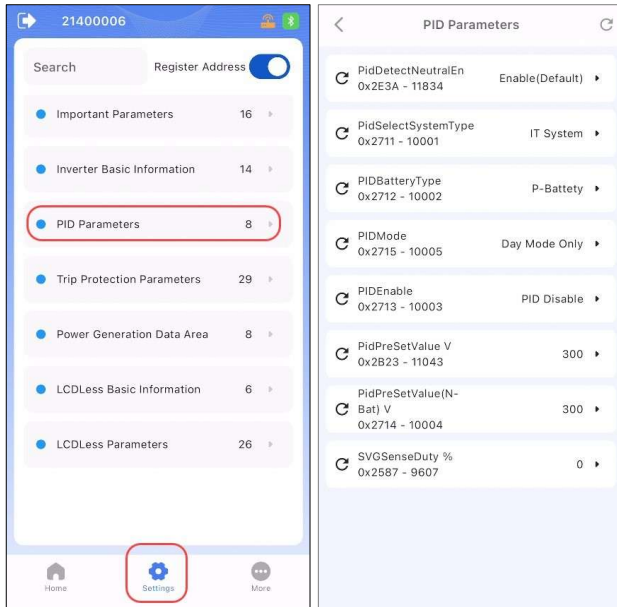 21400006
Search
Register Address
Important Parameters 16
Inverter Basic Information 14
PID Parameters 8
Trip Protection Parameters 29
Power Generation Data Area 8
LCDLess Basic Information 6
LCDLess Parameters 26
Home
Settings
More
PID Parameters
PidDetectNeutralEn
0x2E3A - 11834
Enable(Default)
PidSelectSystemType
0x2711 - 10001
IT System
PIDBatteryType
0x2712 - 10002
P-Battety
PIDMode
0x2715 - 10005
Day Mode Only
PIDEnable
0x2713 - 10003
PID Disable
PidPreSetValue V
0x2B23 - 11043
300
PidPreSetValue(N-
Bat) V
0x2714 - 10004
300
SVGSenseDuty %
0x2587 - 9607
0